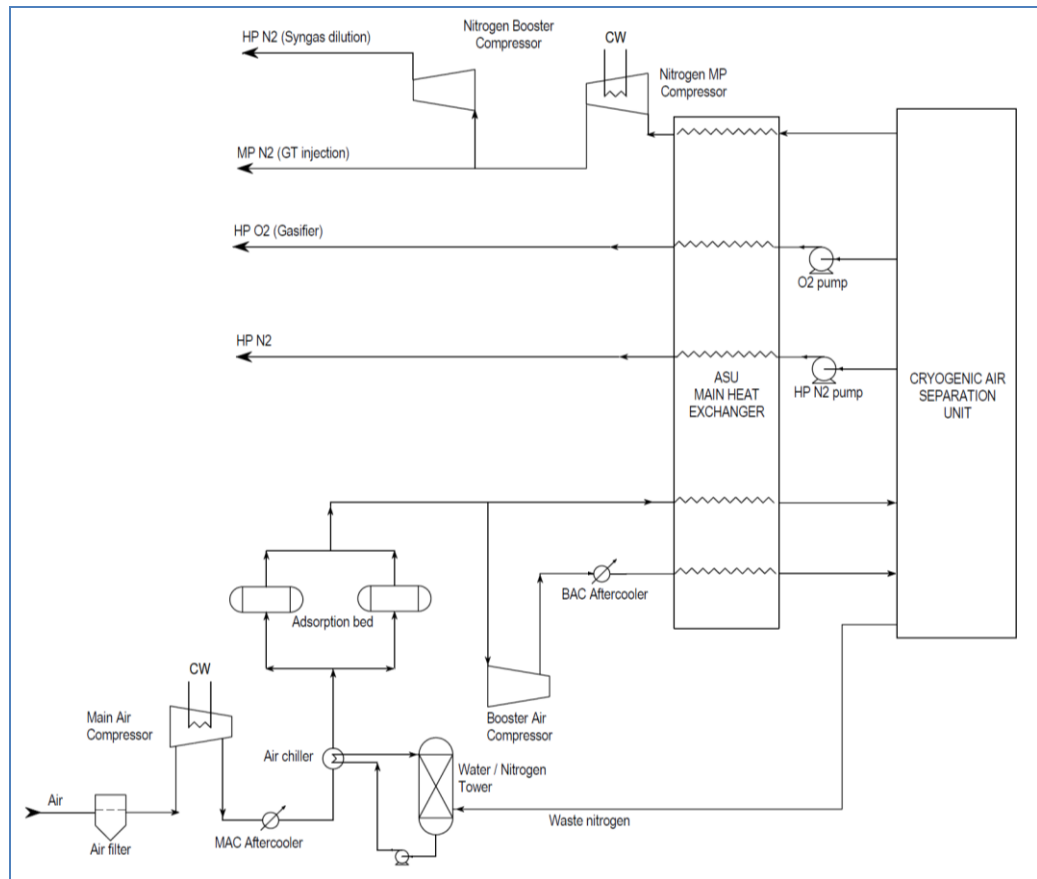 HP N2 (Syngas dilution)
Nitrogen Booster
Compressor
CW
Nitrogen MP
Compressor
MP N2 (GT injection)
HP O2 (Gasifier)
O2 pump
HP N2
ASU
MAIN HEAT
EXCHANGER
HP N2 pump
CRYOGENIC AIR
SEPARATION
UNIT
BAC Aftercooler
Adsorption bed
CW
Main Air
Compressor
Booster Air
Compressor
Air chiller
Water / Nitrogen
Tower
Air
Waste nitrogen
Air filter
MAC Aftercooler